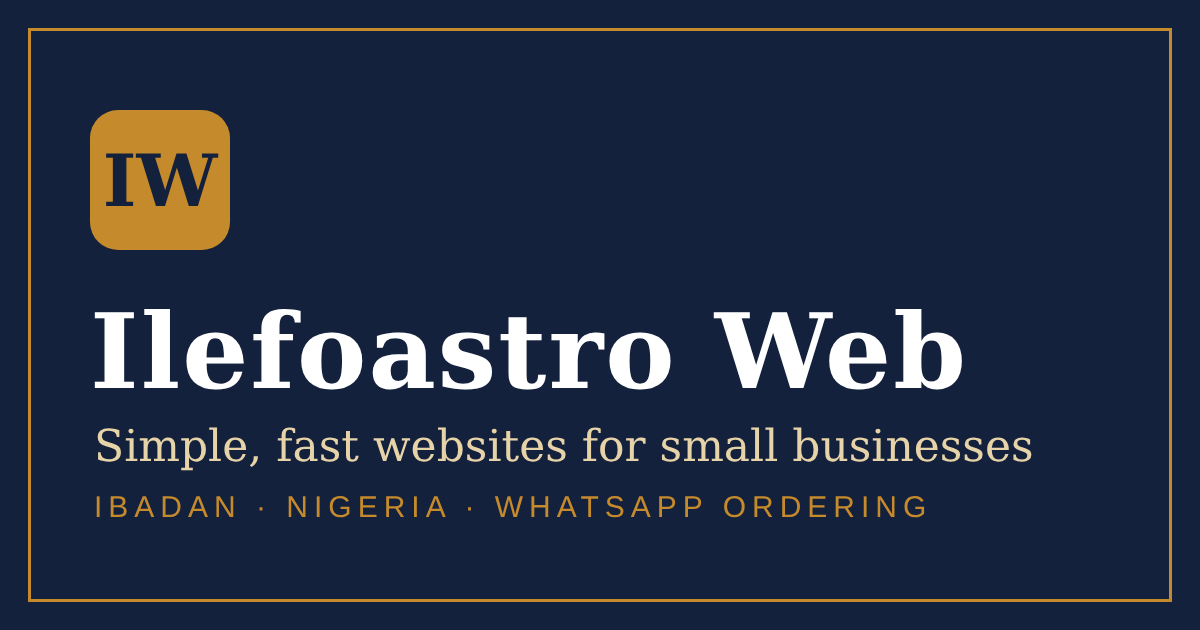 IW
Ilefoastro Web
Simple, fast websites for small businesses
IBADAN · NIGERIA · WHATSAPP ORDERING